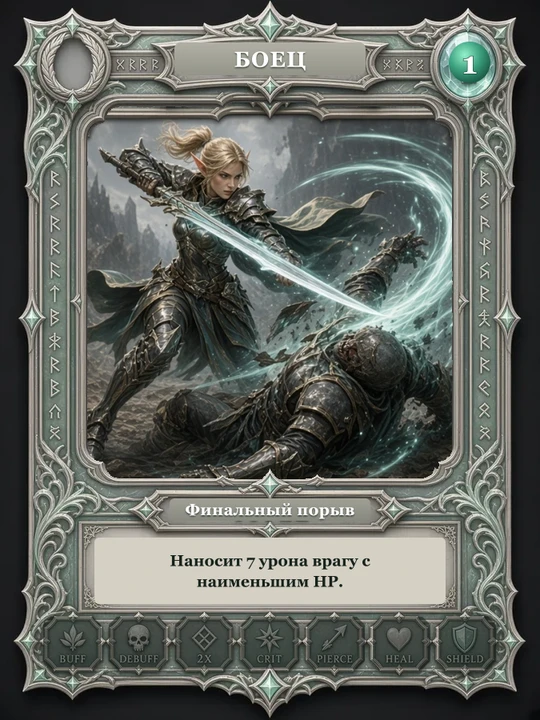 БОЕЦ
1
Финальный порыв
Наносит 7 урона врагу с
наименьшим HP.
BUFF DEBUFF 2X CRIT PIERCE HEAL SHIELD